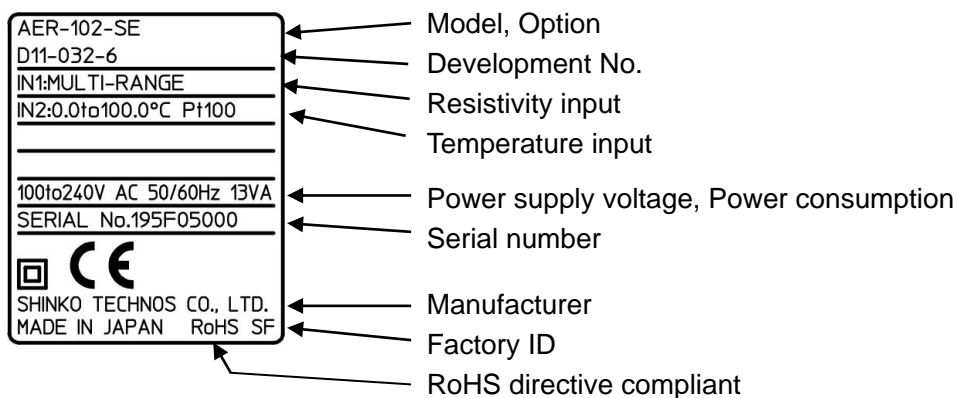 AER-102-SE
D11-032-6
IN1:MULTI-RANGE
IN2:0.0to100.0°C Pt100
100to240V AC 50/60Hz 13VA
SERIAL No.195F05000
CE
SHINKO TECHNOS CO., LTD.
MADE IN JAPAN RoHS SF
Model, Option
Development No.
Resistivity input
Temperature input
Power supply voltage, Power consumption
Serial number
Manufacturer
Factory ID
RoHS directive compliant